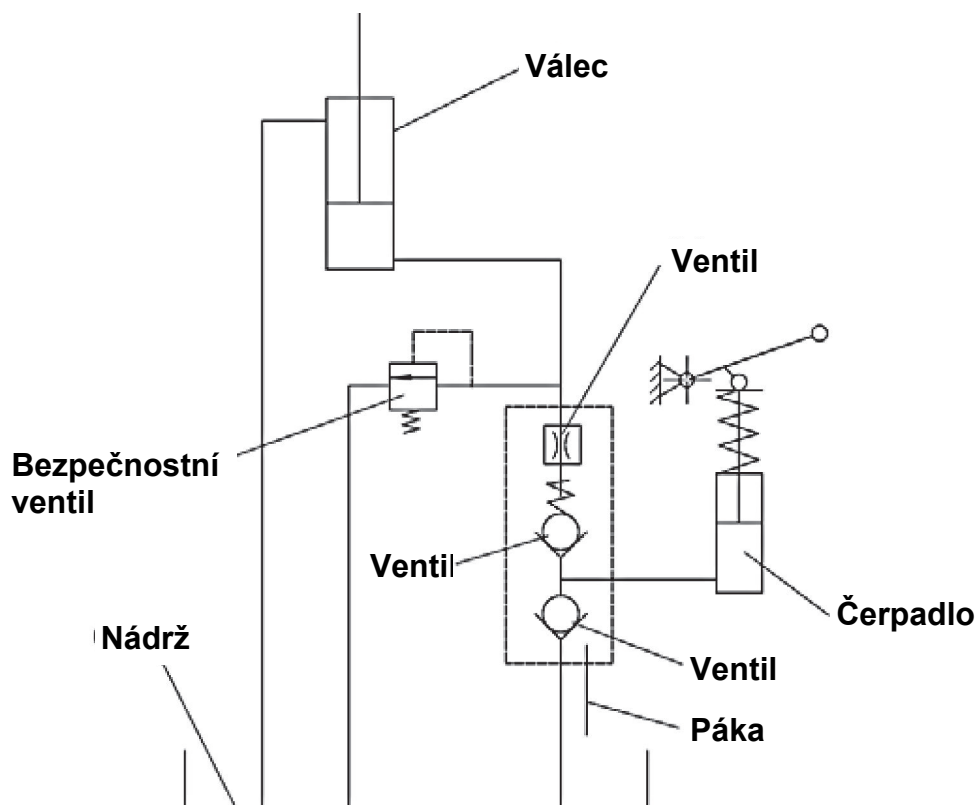 Válec
Ventil
Bezpečnostní
ventil
Ventil
Čerpadlo
Nádrž
Ventil
Páka